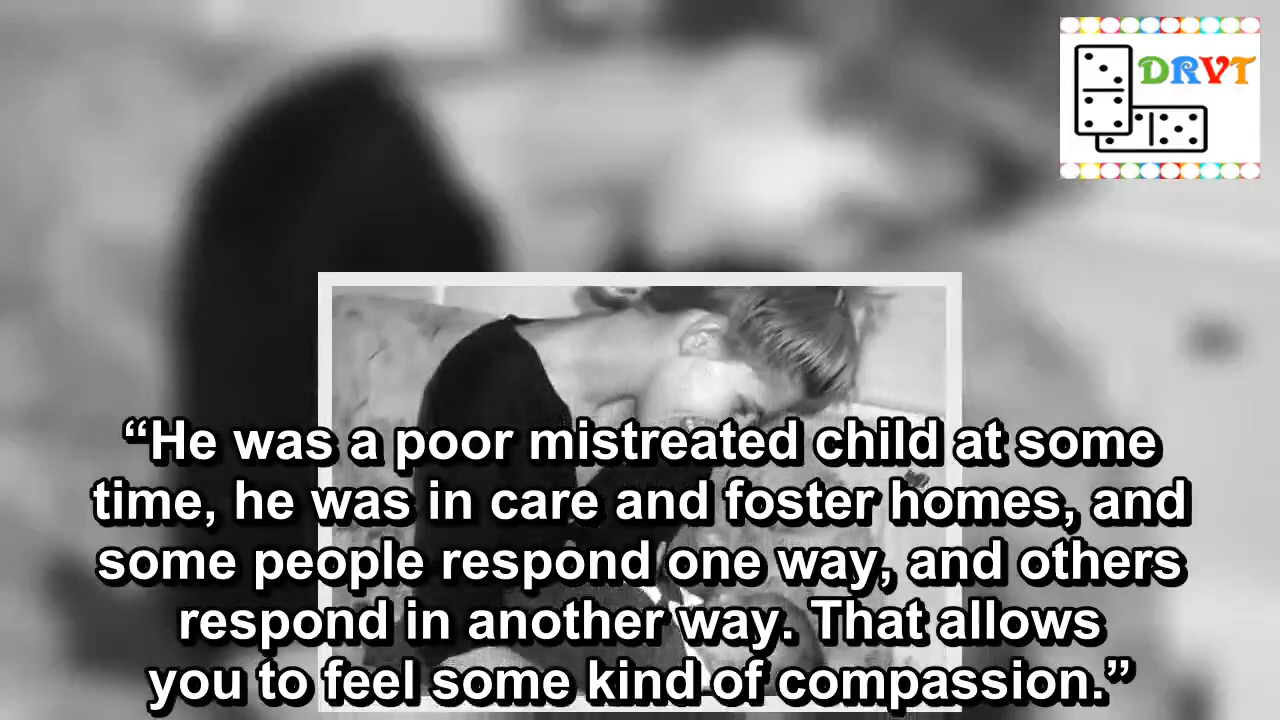 DRVT
“He was a poor mistreated child at some
time, he was in care and foster homes, and
some people respond one way, and others
respond in another way. That allows
you to feel some kind of compassion.”